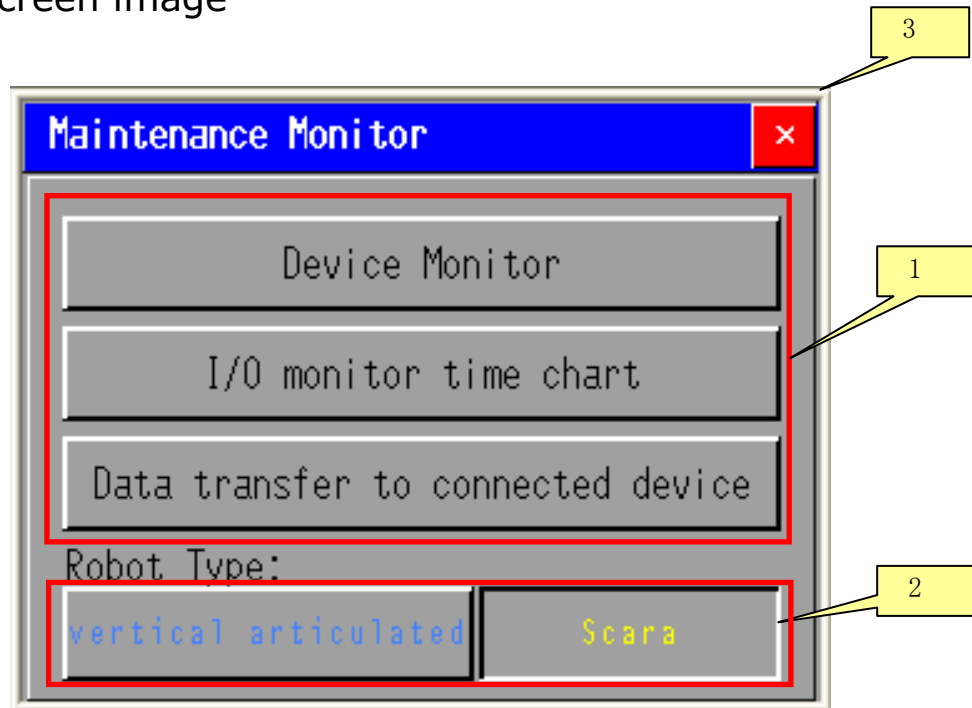 creen image
3
Maintenance Monitor
×
Device Monitor
1
I/O monitor time chart
Data transfer to connected device
Robot Type:
2
vertical articulated
Scara